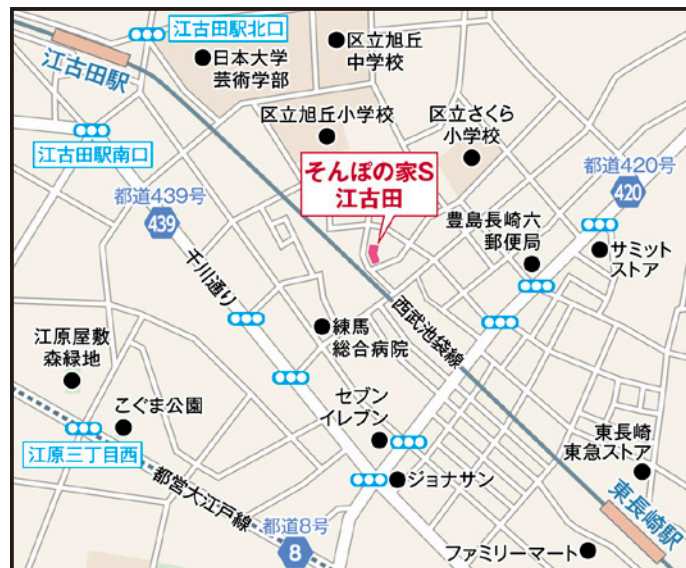 江古田駅北口
区立旭丘
中学校
日本大学
芸術学部
江古田駅
区立旭丘小学校
区立さくら
小学校
江古田駅南口
そんぽの家S
江古田
都道420号
420
都道439号
439
豊島長崎六
郵便局
サミット
ストア
千川通り
西武池袋線
練馬
総合病院
江原屋敷
森緑地
こぐま公園
セブン
イレブン
江原三丁目西
東長崎
東急ストア
都営大江戸線
ジョナサン
東長崎駅
都道8号
8
ファミリーマート